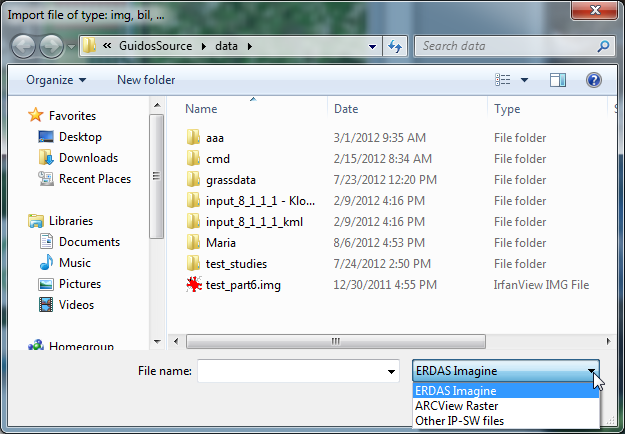 Import file of type: img, bil, ...
« GuidosSource data
Search data
Organize New folder
Favorites
Desktop
Downloads
Recent Places
Libraries
Documents
Music
Pictures
Videos
Homegroup
Name Date Type S
aaa 3/1/2012 9:35 AM File folder
cmd 2/15/2012 8:34 AM File folder
grassdata 7/23/2012 12:20 PM File folder
input_8_1_1_1 - Klo... 2/9/2012 4:16 PM File folder
input_8_1_1_1_kml 2/9/2012 4:16 PM File folder
Maria 8/6/2012 4:53 PM File folder
test_studies 7/24/2012 2:50 PM File folder
test_part6.img 12/30/2011 4:55 PM IrfanView IMG File
File name:
ERDAS Imagine
ERDAS Imagine
ARCView Raster
Other IP-SW files